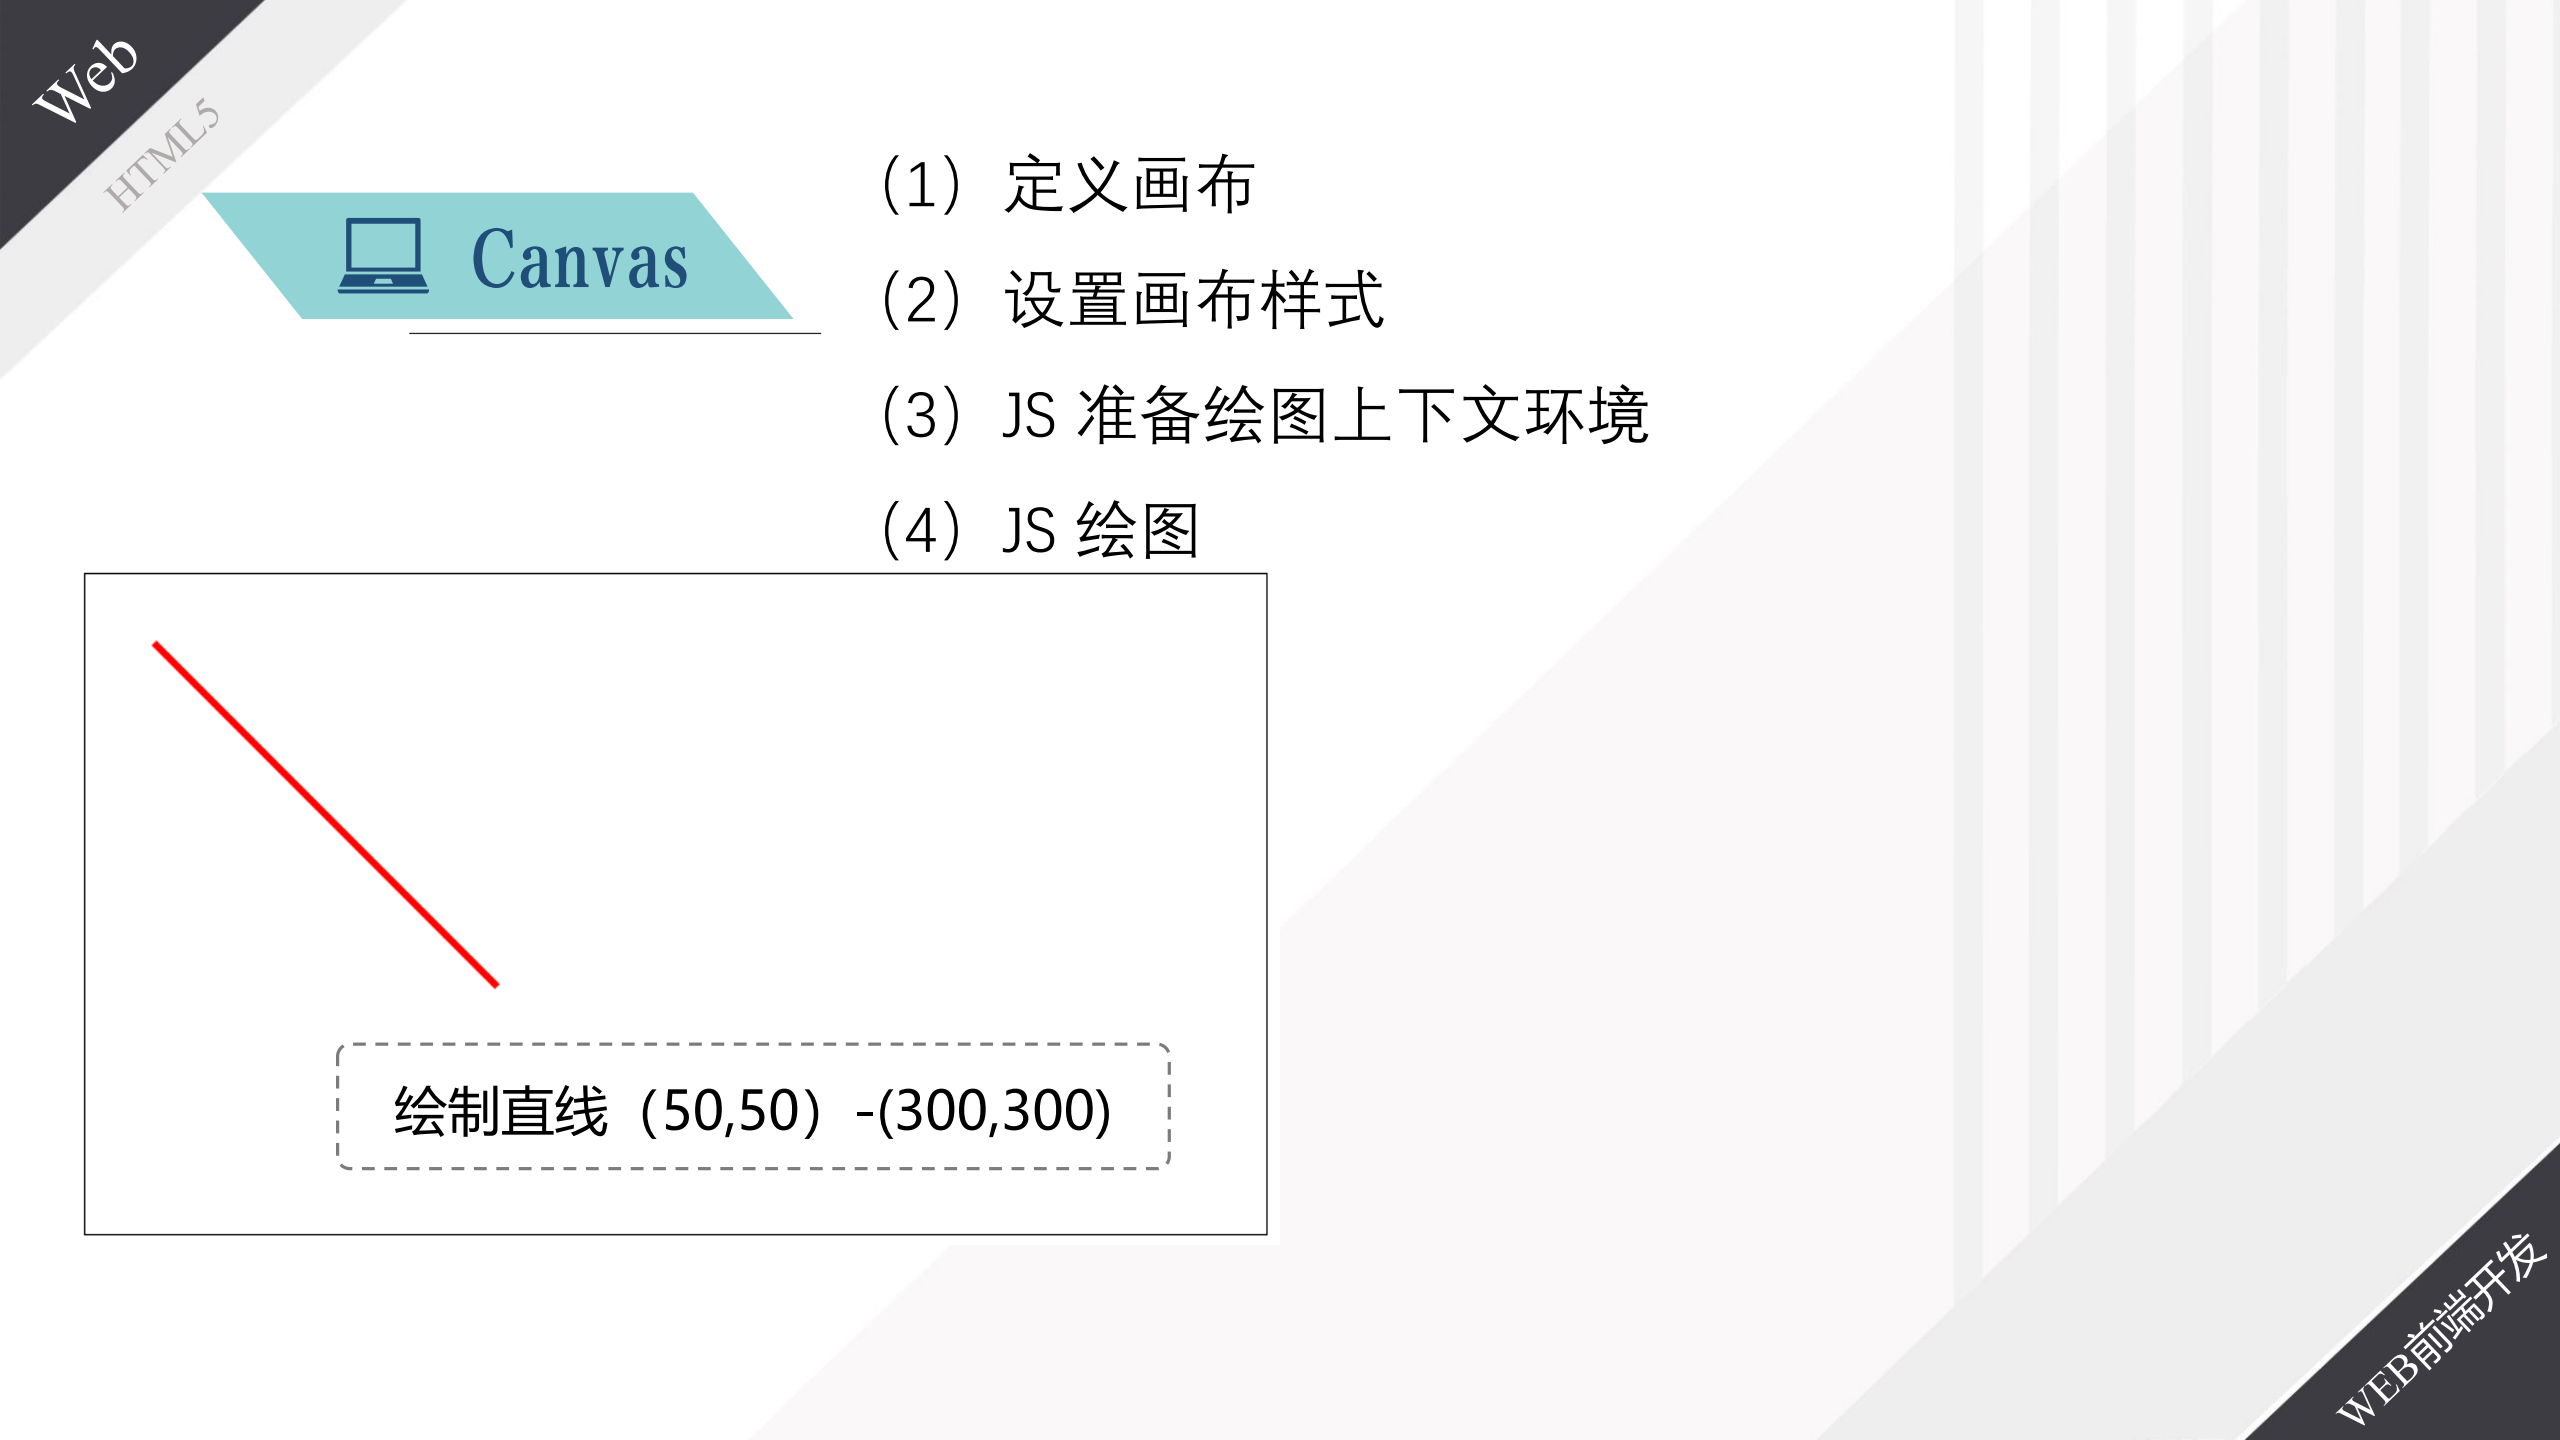 Web
HTML5
Canvas
（1）定义画布
（2）设置画布样式
（3）JS 准备绘图上下文环境
（4）JS 绘图
绘制直线（50,50）-(300,300)
WEB前端开发